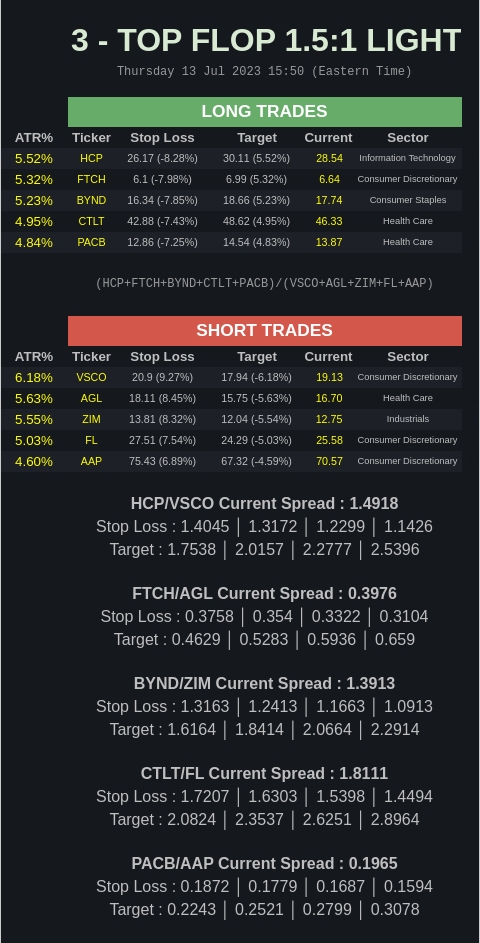 3 - TOP FLOP 1.5:1 LIGHT
Thursday 13 Jul 2023 15:50 (Eastern Time)
LONG TRADES
ATR% Ticker Stop Loss Target Current Sector
5.52% HCP 26.17 (-8.28%) 30.11 (5.52%) 28.54 Information Technology
5.32% FTCH 6.1 (-7.98%) 6.99 (5.32%) 6.64 Consumer Discretionary
5.23% BYND 16.34 (-7.85%) 18.66 (5.23%) 17.74 Consumer Staples
4.95% CTLT 42.88 (-7.43%) 48.62 (4.95%) 46.33 Health Care
4.84% PACB 12.86 (-7.25%) 14.54 (4.83%) 13.87 Health Care
(HCP+FTCH+BYND+CTLT+PACB)/(VSCO+AGL+ZIM+FL+AAP)
SHORT TRADES
ATR% Ticker Stop Loss Target Current Sector
6.18% VSCO 20.9 (9.27%) 17.94 (-6.18%) 19.13 Consumer Discretionary
5.63% AGL 18.11 (8.45%) 15.75 (-5.63%) 16.70 Health Care
5.55% ZIM 13.81 (8.32%) 12.04 (-5.54%) 12.75 Industrials
5.03% FL 27.51 (7.54%) 24.29 (-5.03%) 25.58 Consumer Discretionary
4.60% AAP 75.43 (6.89%) 67.32 (-4.59%) 70.57 Consumer Discretionary
HCP/VSCO Current Spread : 1.4918
Stop Loss : 1.4045 │ 1.3172 │ 1.2299 │ 1.1426
Target : 1.7538 │ 2.0157 │ 2.2777 │ 2.5396
FTCH/AGL Current Spread : 0.3976
Stop Loss : 0.3758 │ 0.354 │ 0.3322 │ 0.3104
Target : 0.4629 │ 0.5283 │ 0.5936 │ 0.659
BYND/ZIM Current Spread : 1.3913
Stop Loss : 1.3163 │ 1.2413 │ 1.1663 │ 1.0913
Target : 1.6164 │ 1.8414 │ 2.0664 │ 2.2914
CTLT/FL Current Spread : 1.8111
Stop Loss : 1.7207 │ 1.6303 │ 1.5398 │ 1.4494
Target : 2.0824 │ 2.3537 │ 2.6251 │ 2.8964
PACB/AAP Current Spread : 0.1965
Stop Loss : 0.1872 │ 0.1779 │ 0.1687 │ 0.1594
Target : 0.2243 │ 0.2521 │ 0.2799 │ 0.3078